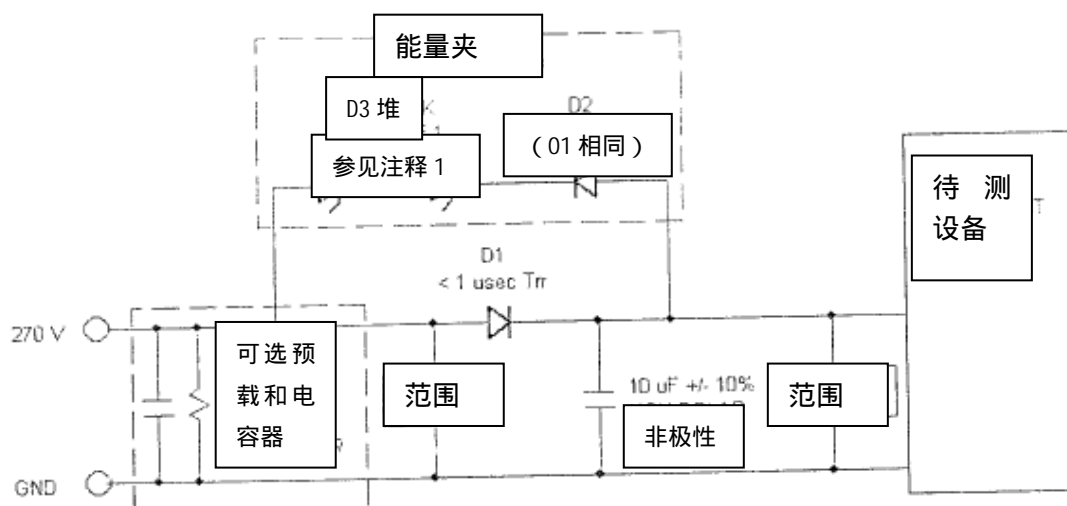 能量夹
D3 堆
K
D2
参见注释 1
(01 相同)
待 测
设备
T
D1
< 1 usec Trr
270 V
可选预
载和电
容器
范围
10 uF +/- 10%
非极性
范围
GND